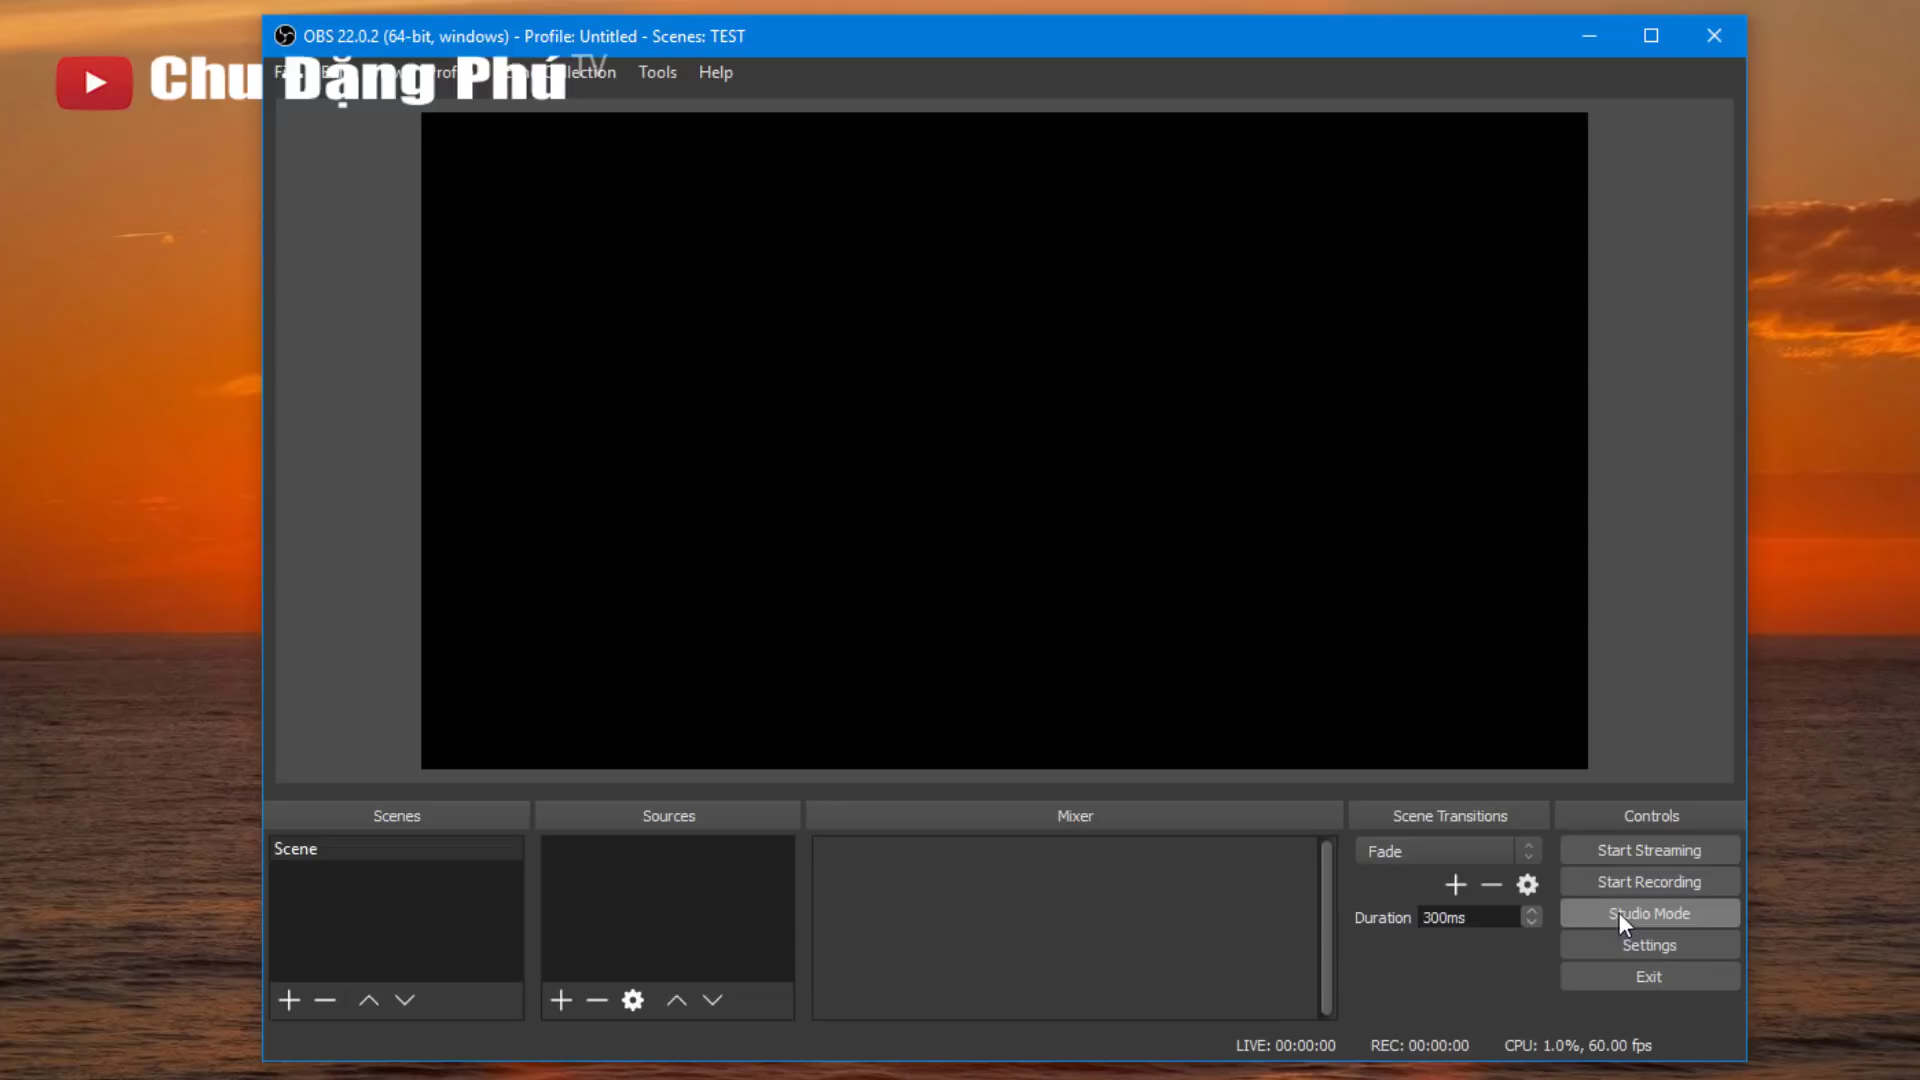 OBS 22.0.2 (64-bit, windows) - Profile: Untitled - Scenes: TEST
Chu Đặng Phú TV
Tools Help
Scenes
Sources
Mixer
Scene Transitions
Controls
Scene
Fade
Duration 300ms
Start Streaming
Start Recording
Studio Mode
Settings
Exit
LIVE: 00:00:00 REC: 00:00:00 CPU: 1.0%, 60.00 fps